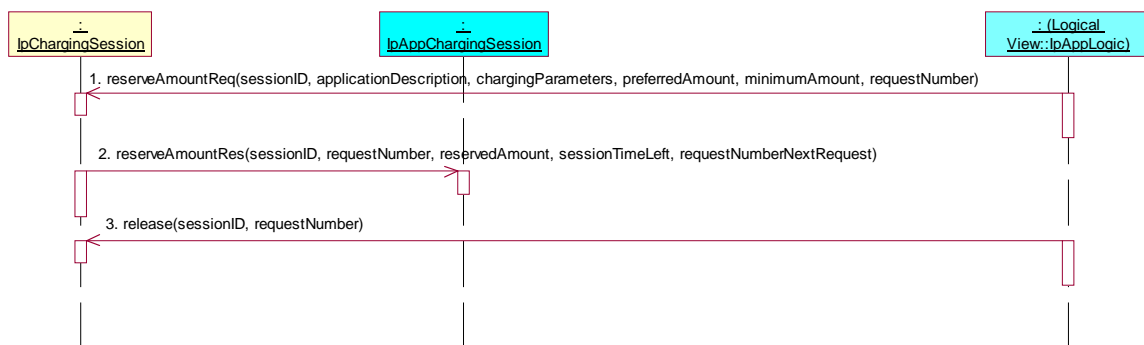 :
IpChargingSession
:
IpAppChargingSession
: (Logical
View::IpAppLogic)
1. reserveAmountReq(sessionID, applicationDescription, chargingParameters, preferredAmount, minimumAmount, requestNumber)
2. reserveAmountRes(sessionID, requestNumber, reservedAmount, sessionTimeLeft, requestNumberNextRequest)
3. release(sessionID, requestNumber)